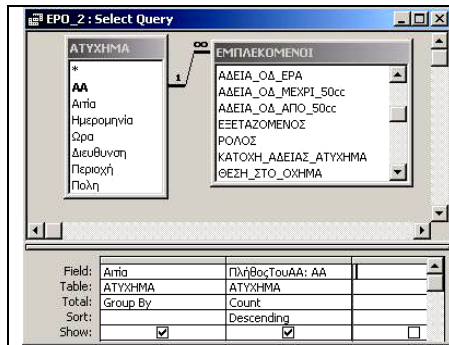 ΕΡΟ_2 : Select Query
ΑΤΥΧΗΜΑ
*
ΑΑ
Αιτία
Ημερομηνία
Ωρα
Διευθυνση
Περιοχή
Πολη
1
∞
ΕΜΠΛΕΚΟΜΕΝΟΙ
ΑΔΕΙΑ_ΟΔ_ΕΡΑ
ΑΔΕΙΑ_ΟΔ_ΜΕΧΡΙ_50cc
ΑΔΕΙΑ_ΟΔ_ΑΠΟ_50cc
ΕΞΕΤΑΖΟΜΕΝΟΣ
ΡΟΛΟΣ
ΚΑΤΟΧΗ_ΑΔΕΙΑΣ_ΑΤΥΧΗΜΑ
ΘΕΣΗ_ΣΤΟ_ΟΧΗΜΑ
Field: Αιτία ΠλήθοςΤουΑΑ: ΑΑ
Table: ΑΤΥΧΗΜΑ ΑΤΥΧΗΜΑ
Total: Group By Count
Sort: Descending
Show: